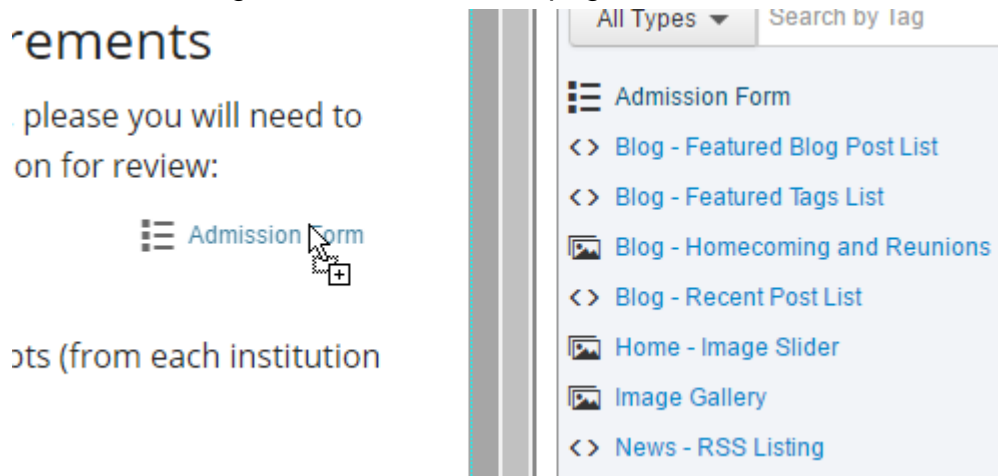 rements
please you will need to
on for review:
Admission Form
ots (from each institution
All Types Search by Tag
Admission Form
Blog - Featured Blog Post List
Blog - Featured Tags List
Blog - Homecoming and Reunions
Blog - Recent Post List
Home - Image Slider
Image Gallery
News - RSS Listing